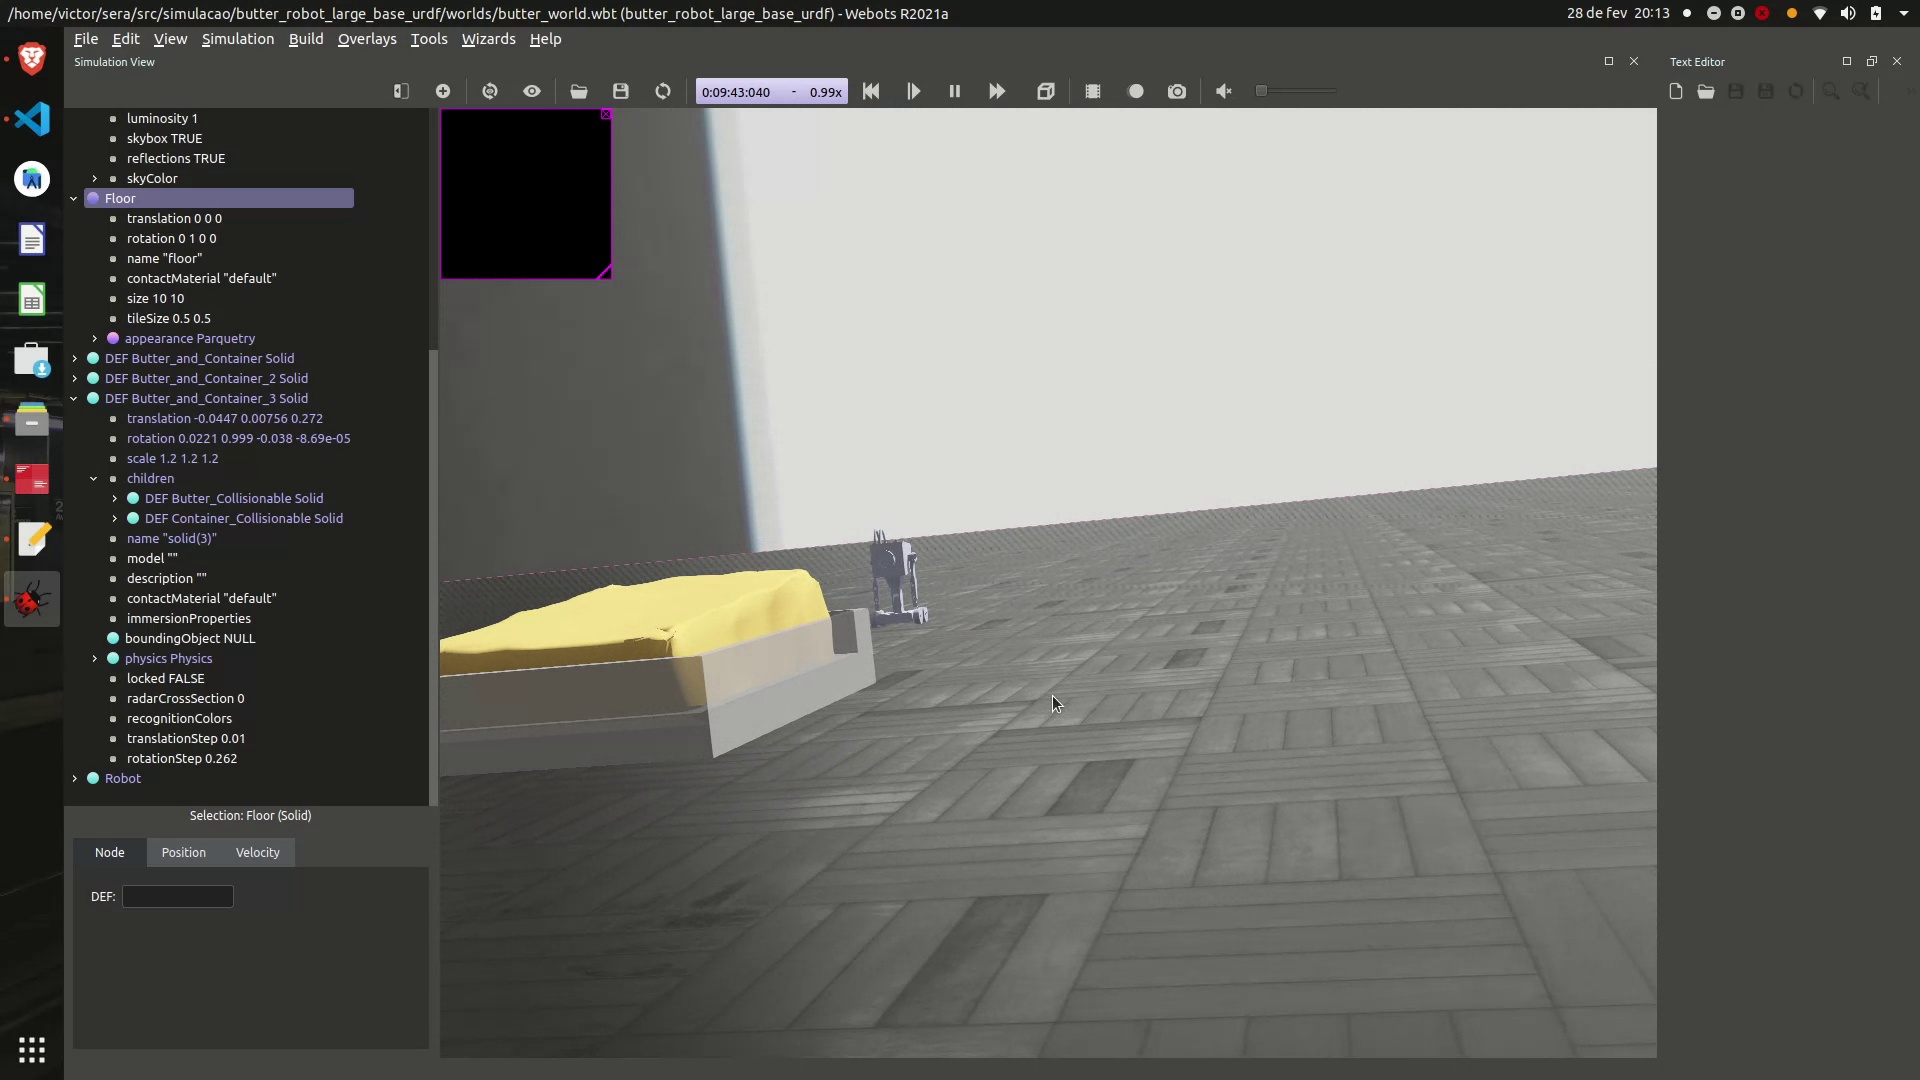 /home/victor/sera/src/simulacao/butter_robot_large_base_urdf/worlds/butter_world.wbt (butter_robot_large_base_urdf) - Webots R2021a
28 de fev 20:13
File Edit View Simulation Build Overlays Tools Wizards Help
Simulation View
Text Editor
0:09:43:040 - 0.99x
luminosity 1
skybox TRUE
reflections TRUE
skyColor
Floor
translation 0 0 0
rotation 0 1 0 0
name "floor"
contactMaterial "default"
size 10 10
tileSize 0.5 0.5
appearance Parquetry
DEF Butter_and_Container Solid
DEF Butter_and_Container_2 Solid
DEF Butter_and_Container_3 Solid
translation -0.0447 0.00756 0.272
rotation 0.0221 0.999 -0.038 -8.69e-05
scale 1.2 1.2 1.2
children
DEF Butter_Collisionable Solid
DEF Container_Collisionable Solid
name "solid(3)"
model ""
description ""
contactMaterial "default"
immersionProperties
boundingObject NULL
physics Physics
locked FALSE
radarCrossSection 0
recognitionColors
translationStep 0.01
rotationStep 0.262
Robot
Selection: Floor (Solid)
Node Position Velocity
DEF: